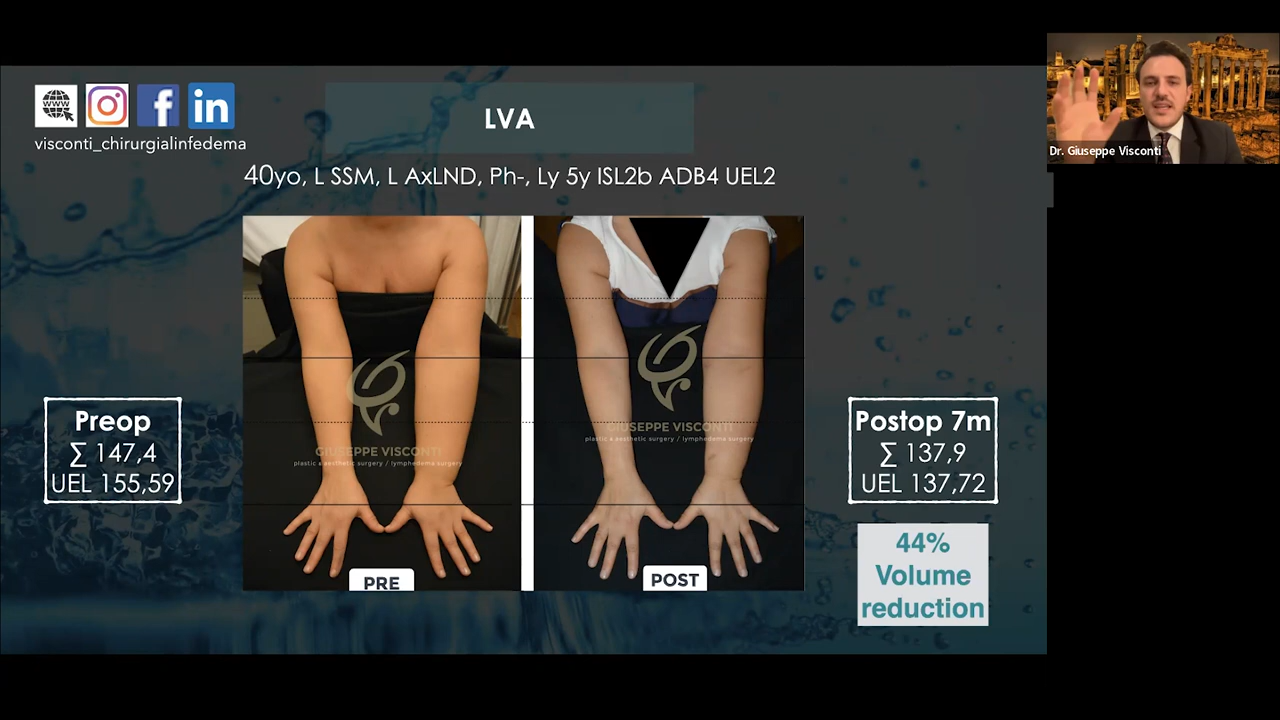 LVA
www
f
in
visconti_chirurgialinfedema
40yo, L SSM, L AxLND, Ph-, Ly 5y ISL2b ADB4 UEL2
Preop
∑ 147,4
UEL 155,59
GIUSEPPE VISCONTI
plastic & aesthetic surgery / lymphedema surgery
PRE
GIUSEPPE VISCONTI
plastic & aesthetic surgery / lymphedema surgery
POST
Postop 7m
∑ 137,9
UEL 137,72
44%
Volume
reduction
Dr. Giuseppe Visconti